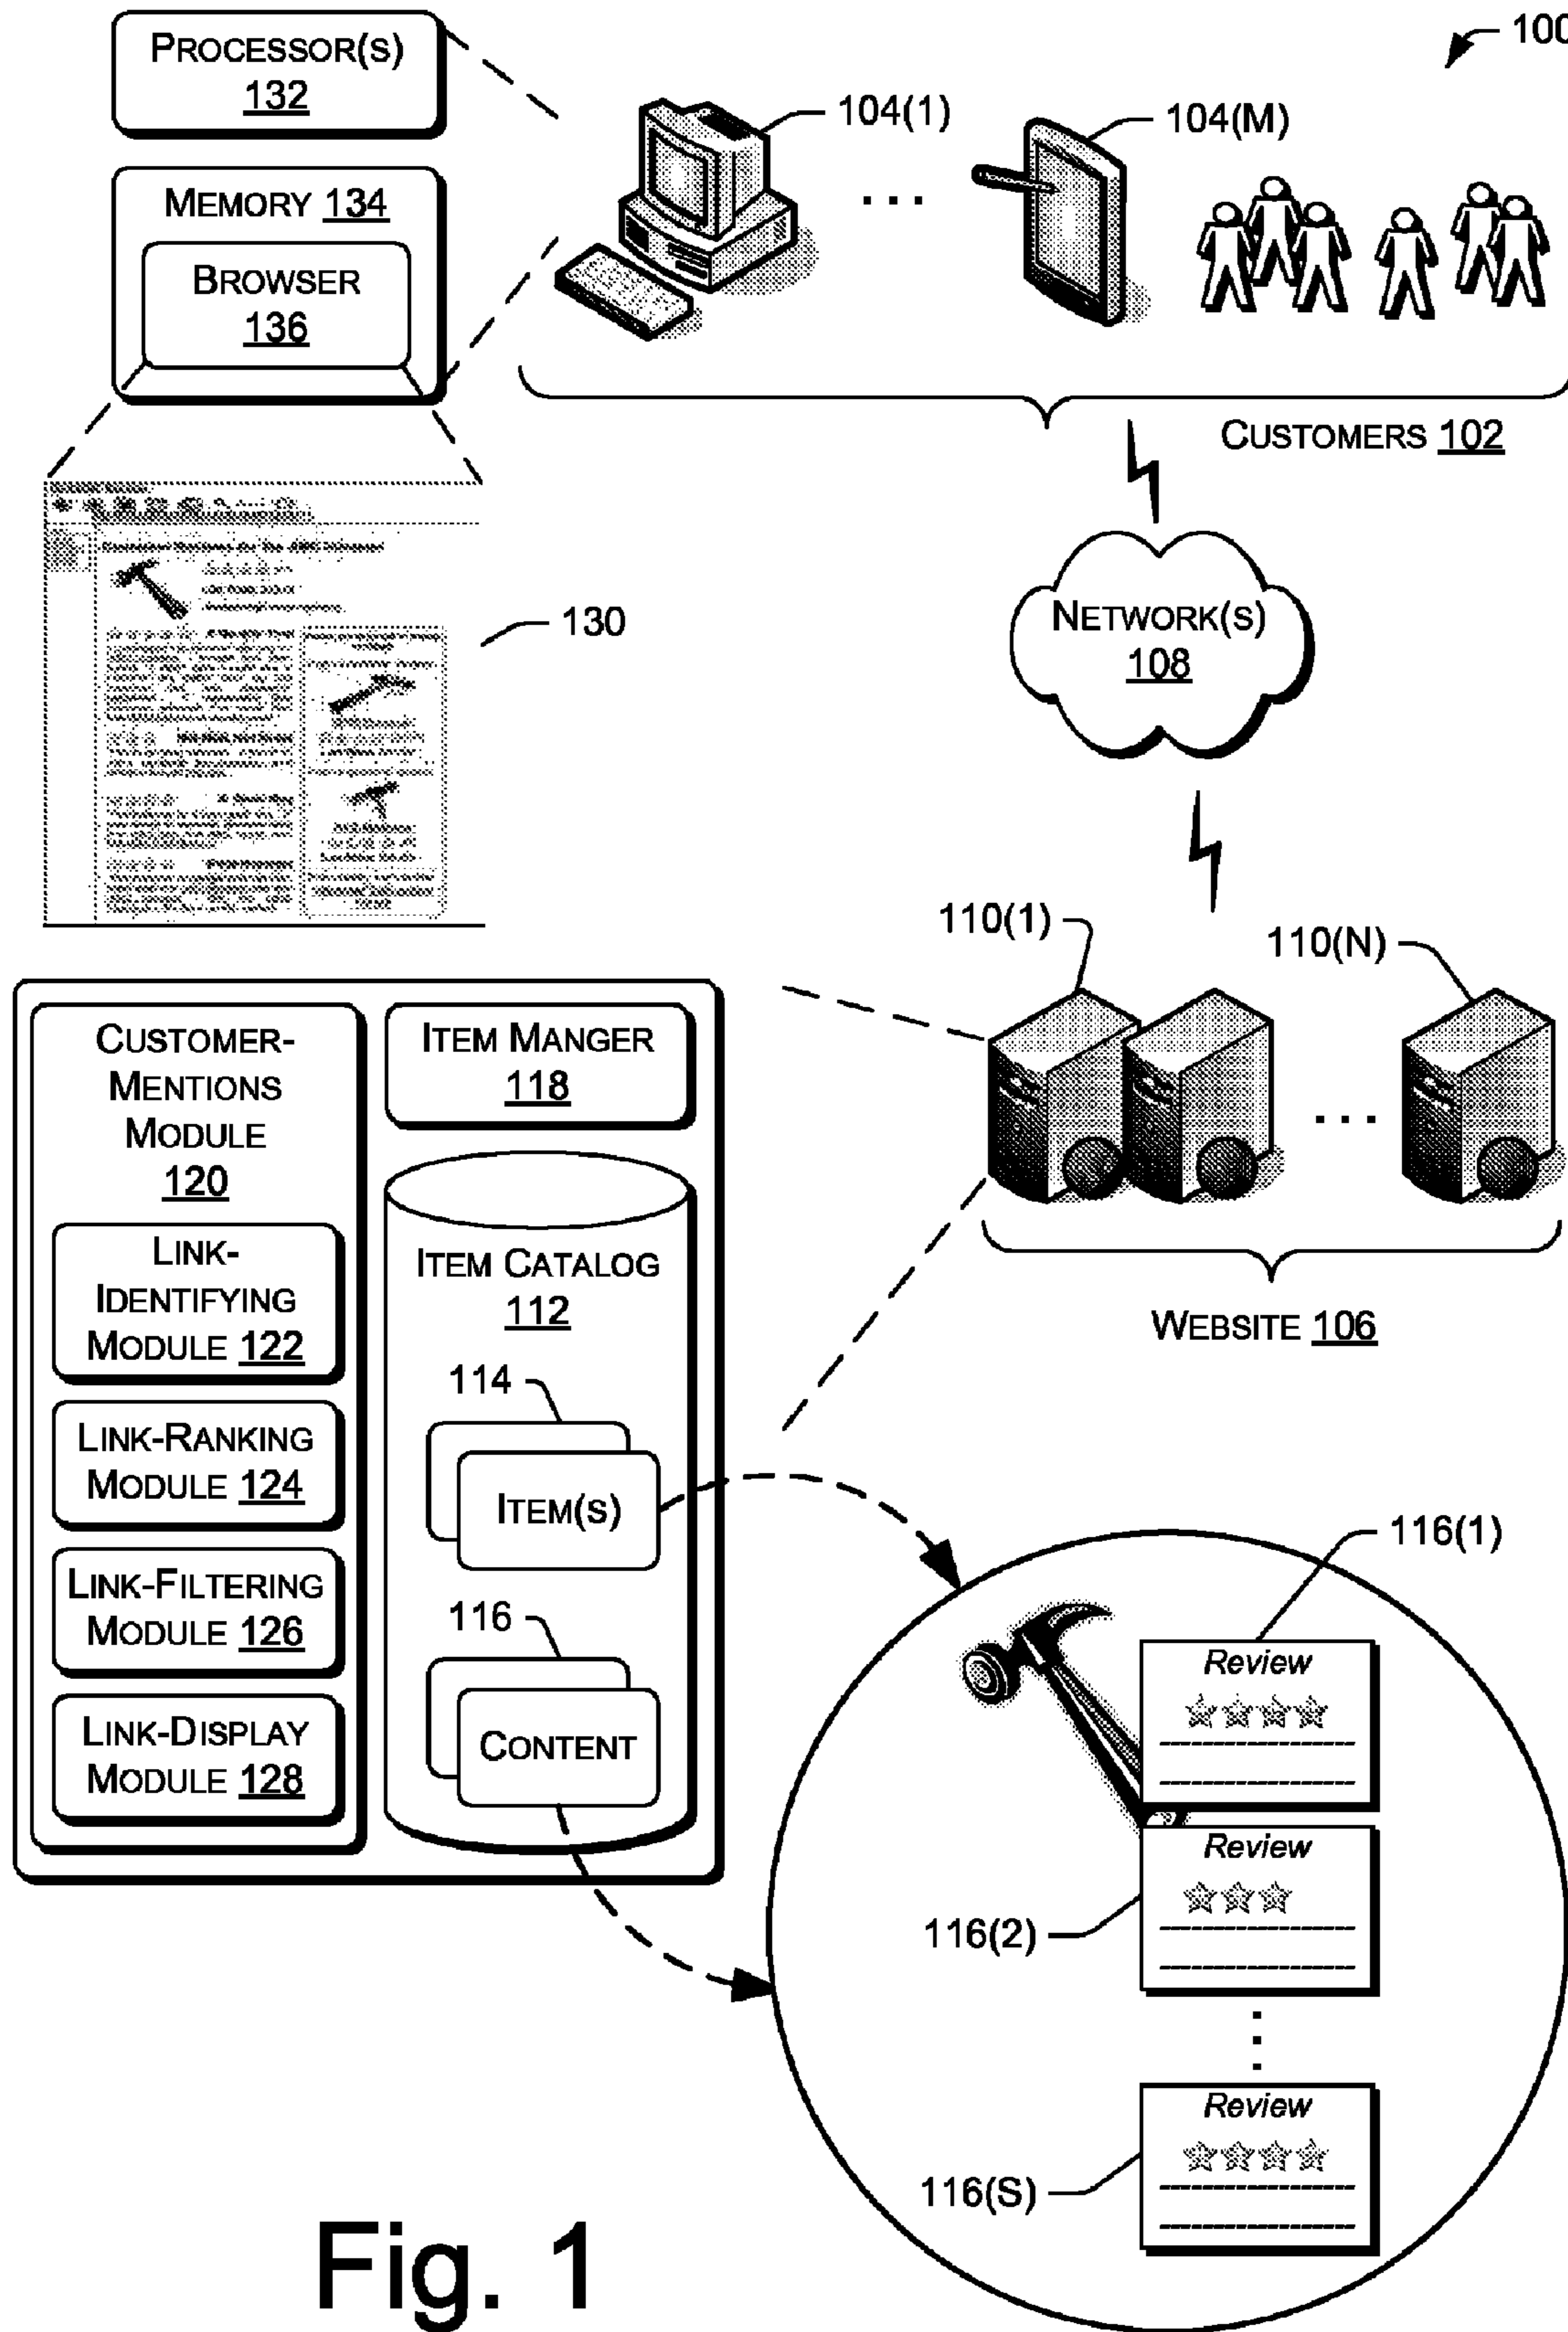 100
PROCESSOR(S)
132
104(1)
104(M)
MEMORY 134
BROWSER
136
CUSTOMERS 102
NETWORK(S)
108
130
110(1)
110(N)
WEBSITE 106
CUSTOMER-
MENTIONS
MODULE
120
LINK-
IDENTIFYING
MODULE 122
LINK-RANKING
MODULE 124
LINK-FILTERING
MODULE 126
LINK-DISPLAY
MODULE 128
ITEM MANGER
118
ITEM CATALOG
112
114
ITEM(S)
116
CONTENT
116(1)
Review
Review
116(2)
Review
116(S)
Fig. 1